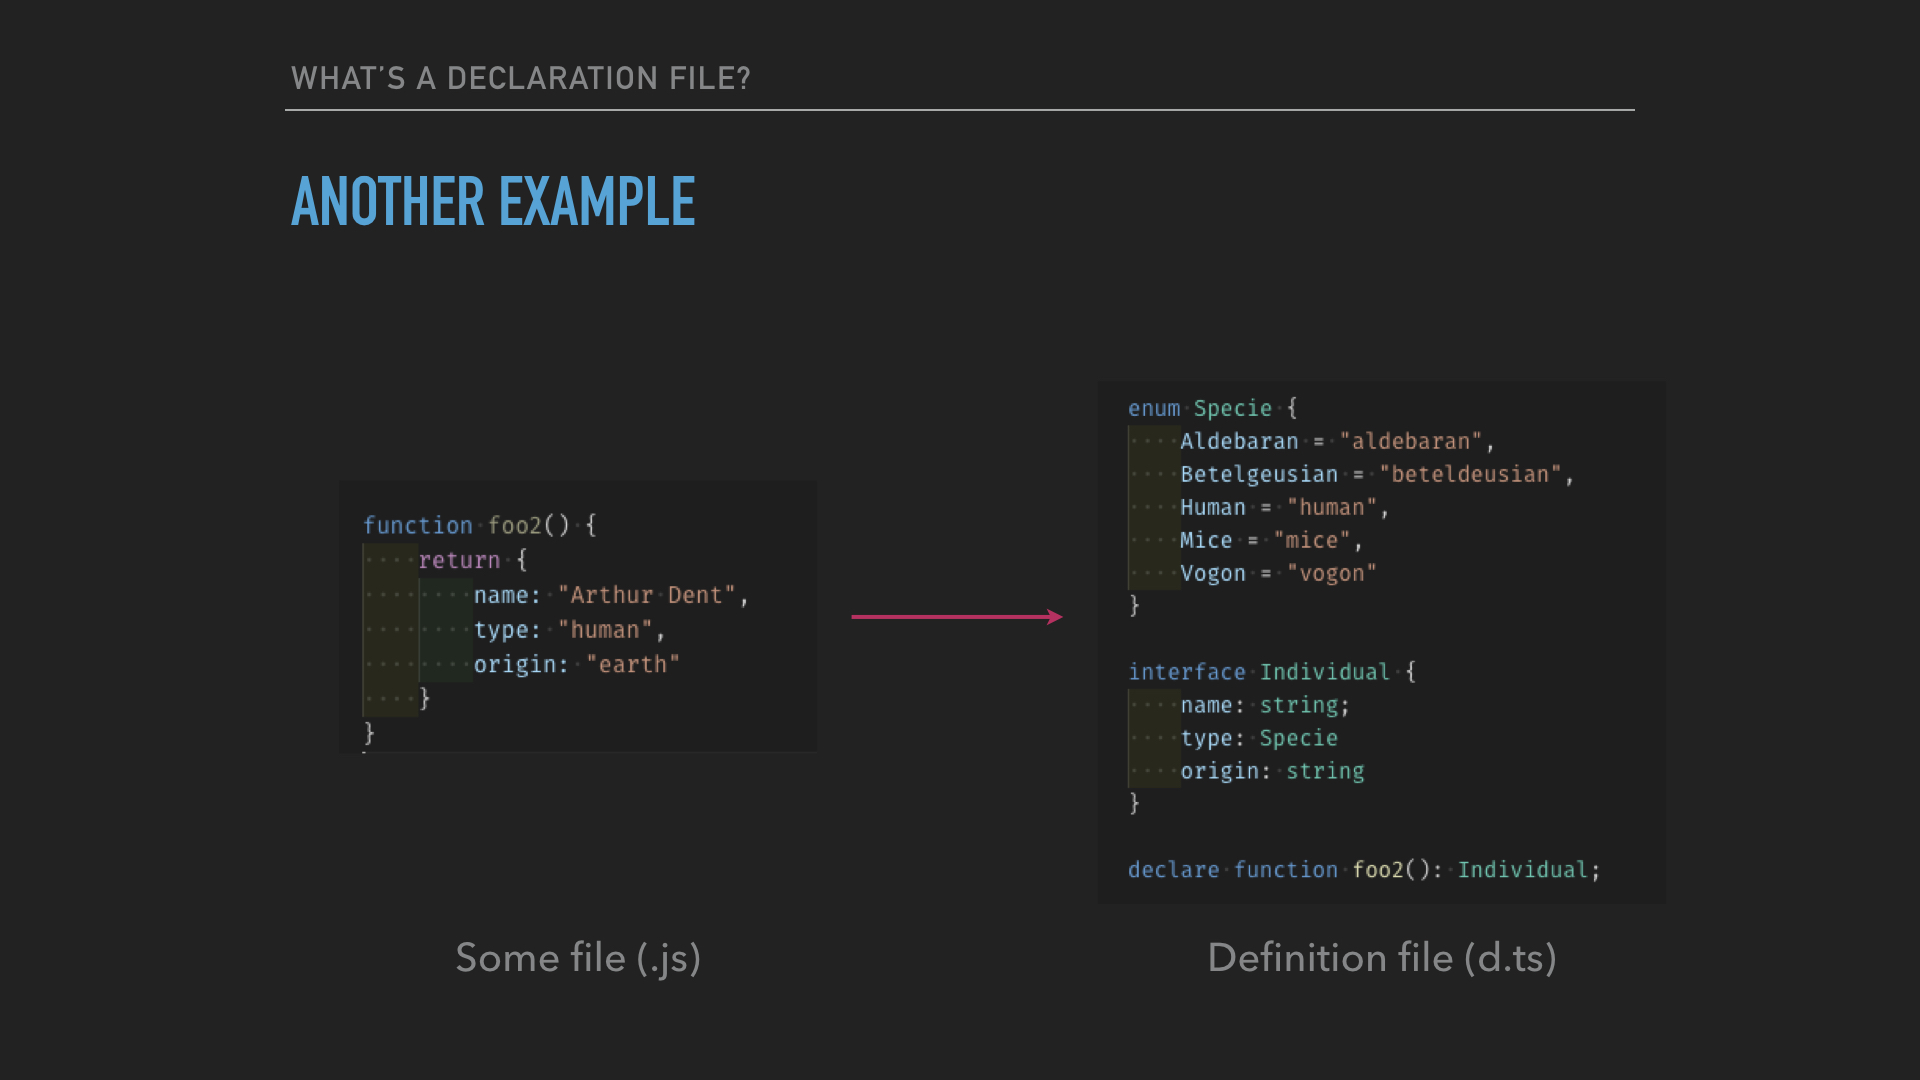 WHAT’S A DECLARATION FILE?
ANOTHER EXAMPLE
function foo2() {
    return {
        name: "Arthur Dent",
        type: "human",
        origin: "earth"
    }
}
enum Specie {
    Aldebaran = "aldebaran",
    Betelgeusian = "beteldeusian",
    Human = "human",
    Mice = "mice",
    Vogon = "vogon"
}
interface Individual {
    name: string;
    type: Specie
    origin: string
}
declare function foo2(): Individual;
Some file (.js)
Definition file (d.ts)